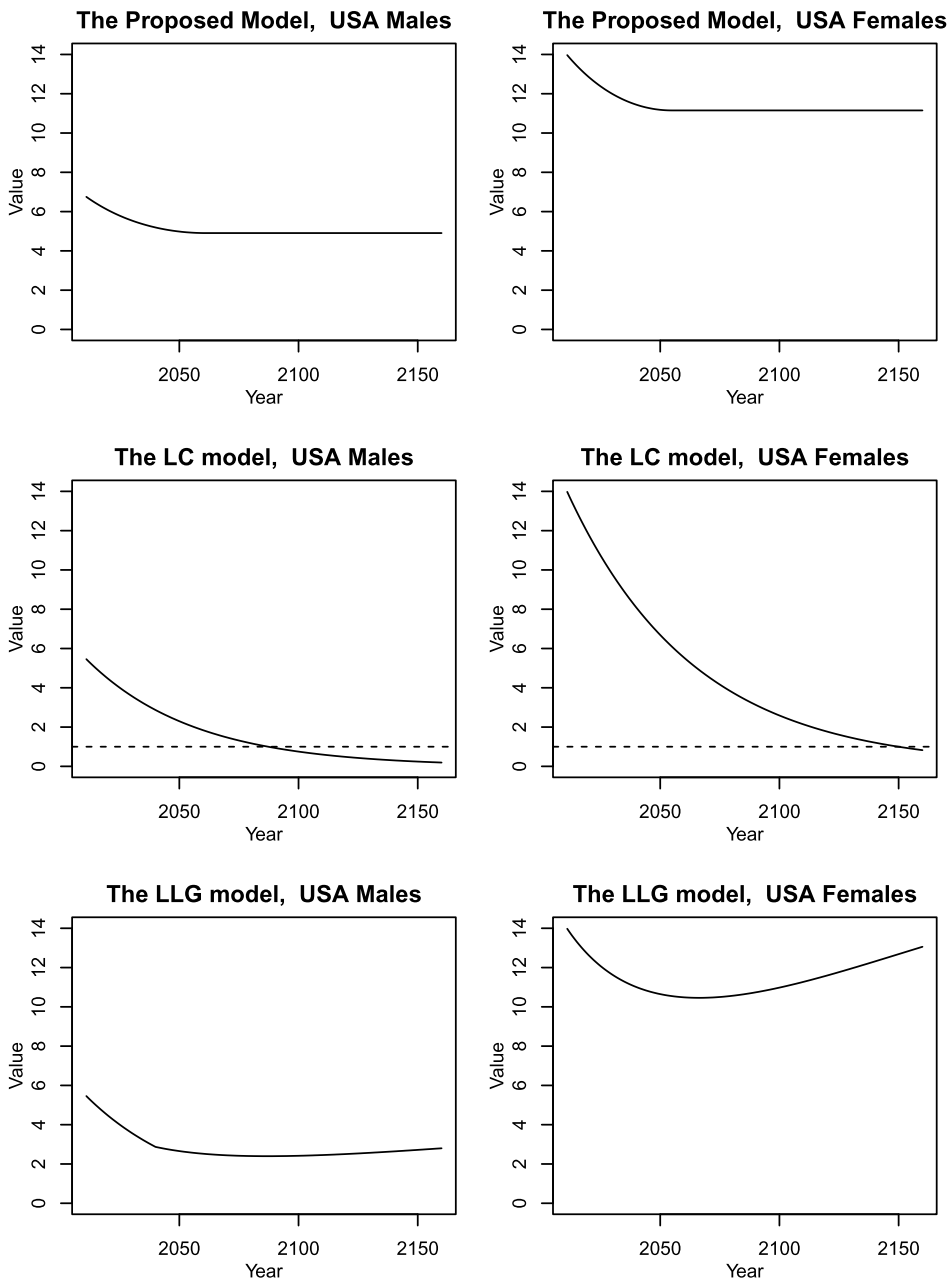 The Proposed Model,  USA Males
14
12
10
8
6
4
2
0
Value
2050 2100 2150
Year
The Proposed Model,  USA Females
14
12
10
8
6
4
2
0
Value
2050 2100 2150
Year
The LC model,  USA Males
14
12
10
8
6
4
2
0
Value
2050 2100 2150
Year
The LC model,  USA Females
14
12
10
8
6
4
2
0
Value
2050 2100 2150
Year
The LLG model,  USA Males
14
12
10
8
6
4
2
0
Value
2050 2100 2150
Year
The LLG model,  USA Females
14
12
10
8
6
4
2
0
Value
2050 2100 2150
Year